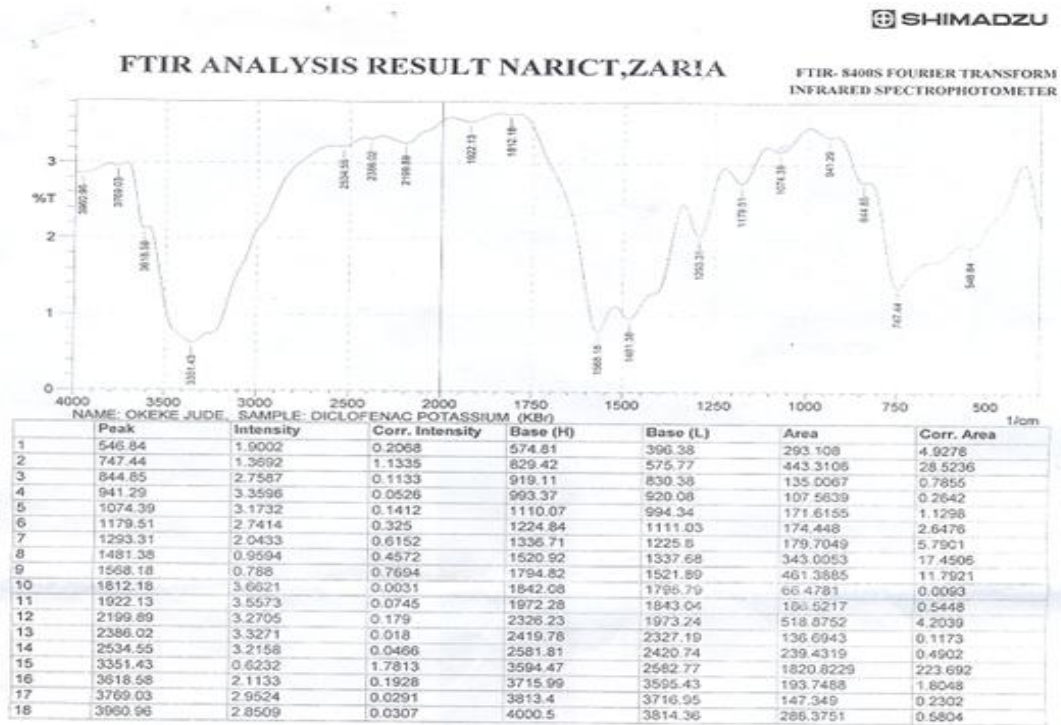 SHIMADZU
FTIR ANALYSIS RESULT NARICT,ZARIA
FTIR- 8400S FOURIER TRANSFORM
INFRARED SPECTROPHOTOMETER
%T
3
2
1
0
3960.96
3769.03
3618.58
3351.43
2534.55
2386.02
2199.89
1922.13
1812.18
1568.18
1481.38
1293.31
1179.51
1074.39
941.29
844.85
747.44
546.84
4000 3500 3000 2500 2000 1750 1500 1250 1000 750 500
1/cm
NAME: OKEKE JUDE, SAMPLE: DICLOFENAC POTASSIUM (KBr)
Peak Intensity Corr. Intensity Base (H) Base (L) Area Corr. Area
1 546.84 1.9002 0.2068 574.81 396.38 293.108 4.9278
2 747.44 1.3692 1.1335 829.42 575.77 443.3106 28.5236
3 844.85 2.7587 0.1133 919.11 830.38 135.0067 0.7855
4 941.29 3.3596 0.0526 993.37 920.08 107.5639 0.2642
5 1074.39 3.1732 0.1412 1110.07 994.34 171.6155 1.1298
6 1179.51 2.7414 0.325 1224.84 1111.03 174.448 2.6476
7 1293.31 2.0433 0.6152 1336.71 1225.8 179.7049 5.7901
8 1481.38 0.9594 0.4572 1520.92 1337.68 343.0053 17.4506
9 1568.18 0.788 0.7694 1794.82 1521.89 461.3885 11.7921
10 1812.18 3.6621 0.0031 1842.08 1795.79 66.4781 0.0093
11 1922.13 3.5573 0.0745 1972.28 1843.04 186.5217 0.5448
12 2199.89 3.2705 0.179 2326.23 1973.24 518.8752 4.2039
13 2386.02 3.3271 0.018 2419.78 2327.19 136.6943 0.1173
14 2534.55 3.2158 0.0466 2581.81 2420.74 239.4319 0.4902
15 3351.43 0.6232 1.7813 3594.47 2582.77 1820.8229 223.692
16 3618.58 2.1133 0.1928 3715.99 3595.43 193.7488 1.8048
17 3769.03 2.9524 0.0291 3813.4 3716.95 147.349 0.2302
18 3960.96 2.8509 0.0307 4000.5 3814.36 285.3751 0.5804